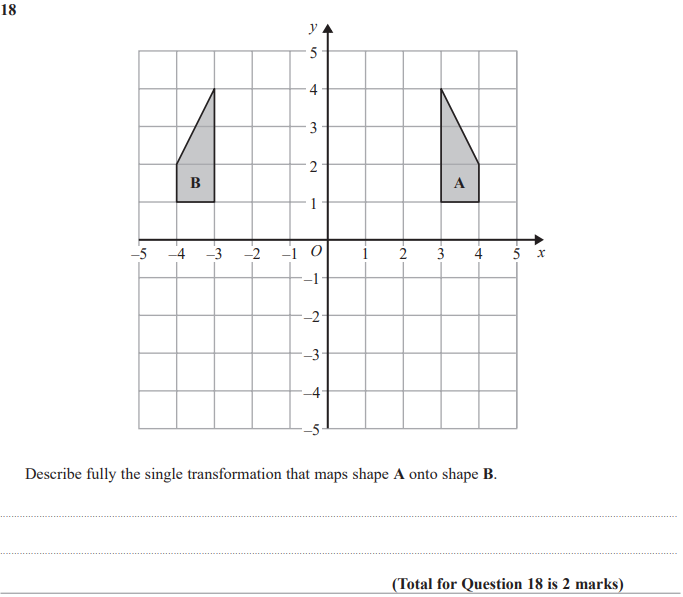 18
y
5
4
3
2
1
B
A
–5 –4 –3 –2 –1 O 1 2 3 4 5 x
–1
–2
–3
–4
–5
Describe fully the single transformation that maps shape A onto shape B.
(Total for Question 18 is 2 marks)